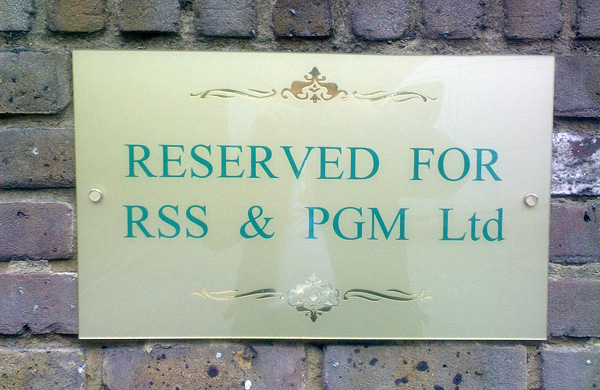 RESERVED FOR
RSS & PGM Ltd